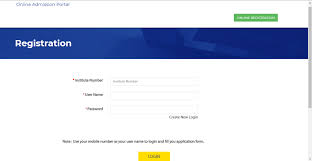 Online Admission Portal
ONLINE REGISTRATION
Registration
* Institute Number
Institute Number
* User Name
* Password
Create New Login
Note : Use your mobile number as your user name to login and fill you application form.
LOGIN